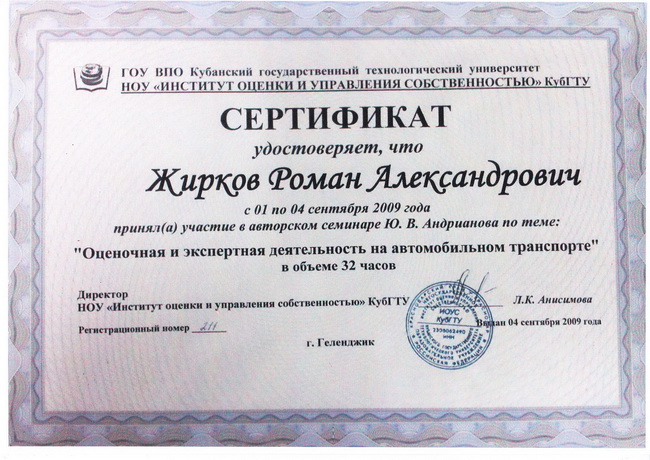 ГОУ ВПО Кубанский государственный технологический университет
НОУ «ИНСТИТУТ ОЦЕНКИ И УПРАВЛЕНИЯ СОБСТВЕННОСТЬЮ» КубГТУ
СЕРТИФИКАТ
удостоверяет, что
Жирков Роман Александрович
с 01 по 04 сентября 2009 года
принял(а) участие в авторском семинаре Ю. В. Андрианова по теме:
"Оценочная и экспертная деятельность на автомобильном транспорте"
в объеме 32 часов
Директор
НОУ «Институт оценки и управления собственностью» КубГТУ
Л.К. Анисимова
Регистрационный номер 211
Выдан 04 сентября 2009 года
г. Геленджик
ИОУС
КубГТУ